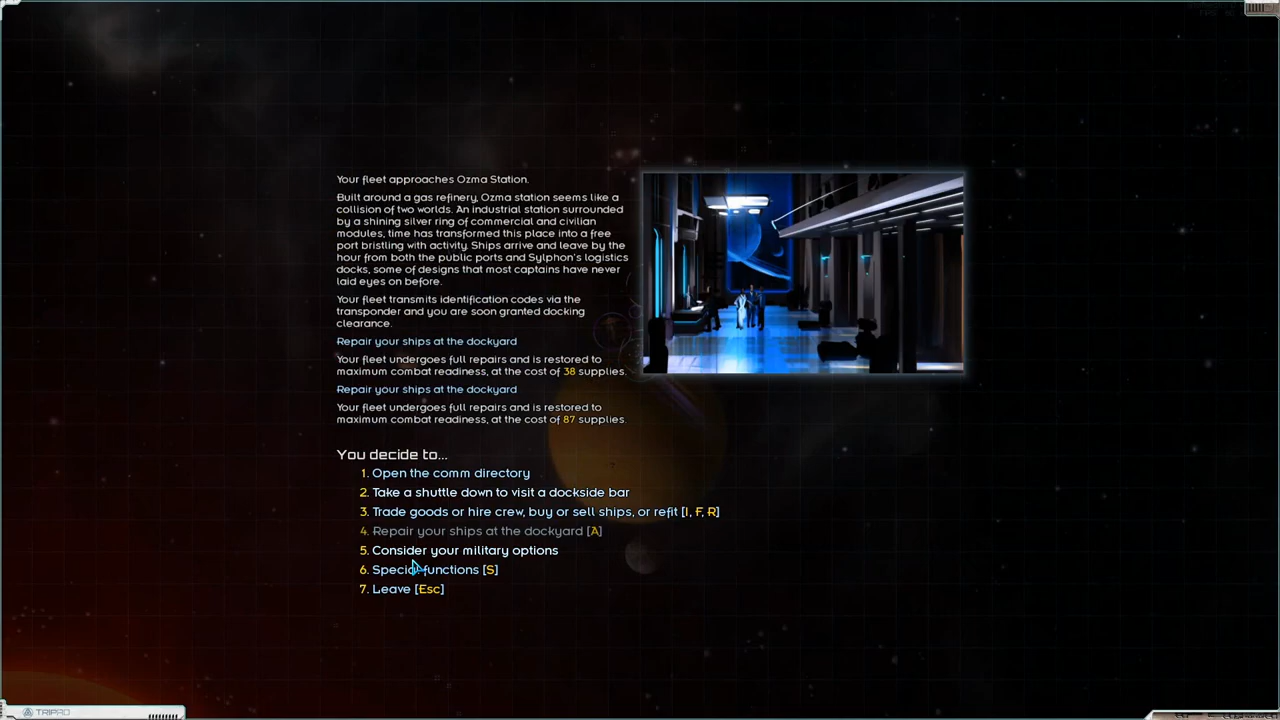 Your fleet approaches Ozma Station.
Built around a gas refinery, Ozma station seems like a
collision of two worlds. An industrial station surrounded
by a shining silver ring of commercial and civilian
modules, time has transformed this place into a free
port bristling with activity. Ships arrive and leave by the
hour from both the public ports and Sylphon's logistics
docks, some of designs that most captains have never
laid eyes on before.
Your fleet transmits identification codes via the
transponder and you are soon granted docking
clearance.
Repair your ships at the dockyard
Your fleet undergoes full repairs and is restored to
maximum combat readiness, at the cost of 38 supplies.
Repair your ships at the dockyard
Your fleet undergoes full repairs and is restored to
maximum combat readiness, at the cost of 87 supplies.
You decide to...
1. Open the comm directory
2. Take a shuttle down to visit a dockside bar
3. Trade goods or hire crew, buy or sell ships, or refit [I, F, R]
4. Repair your ships at the dockyard [A]
5. Consider your military options
6. Special functions [S]
7. Leave [Esc]
TRIPAD